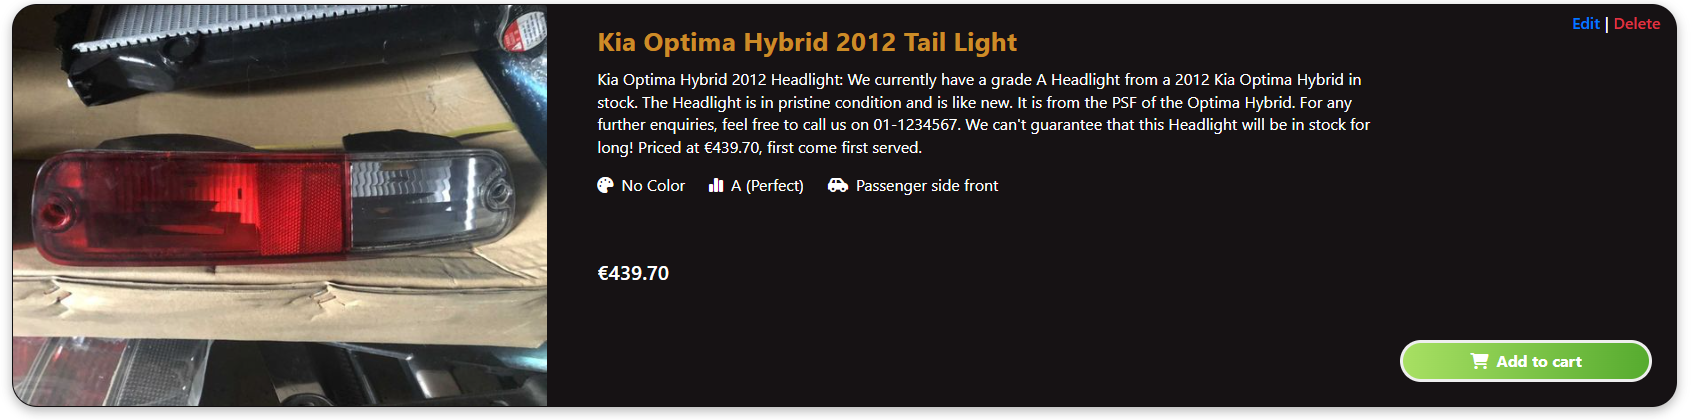 Edit | Delete
Kia Optima Hybrid 2012 Tail Light
Kia Optima Hybrid 2012 Headlight: We currently have a grade A Headlight from a 2012 Kia Optima Hybrid in
stock. The Headlight is in pristine condition and is like new. It is from the PSF of the Optima Hybrid. For any
further enquiries, feel free to call us on 01-1234567. We can't guarantee that this Headlight will be in stock for
long! Priced at €439.70, first come first served.
No Color A (Perfect) Passenger side front
€439.70
Add to cart